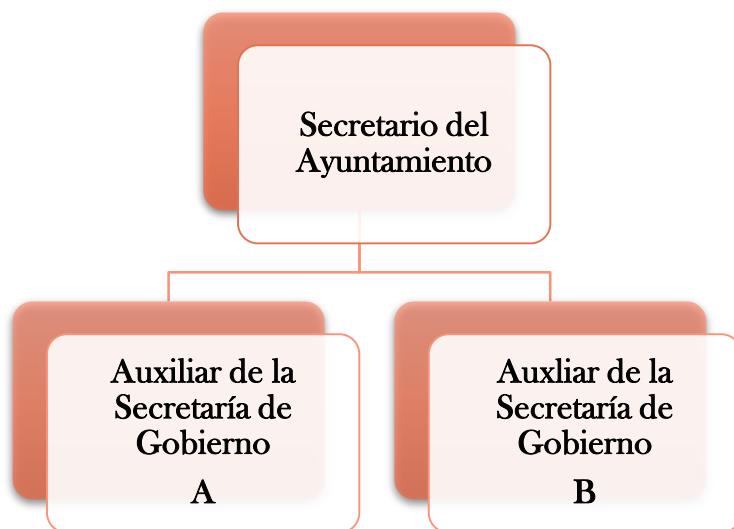 Secretario del
Ayuntamiento
Auxiliar de la
Secretaría de
Gobierno
A
Auxliar de la
Secretaría de
Gobierno
B